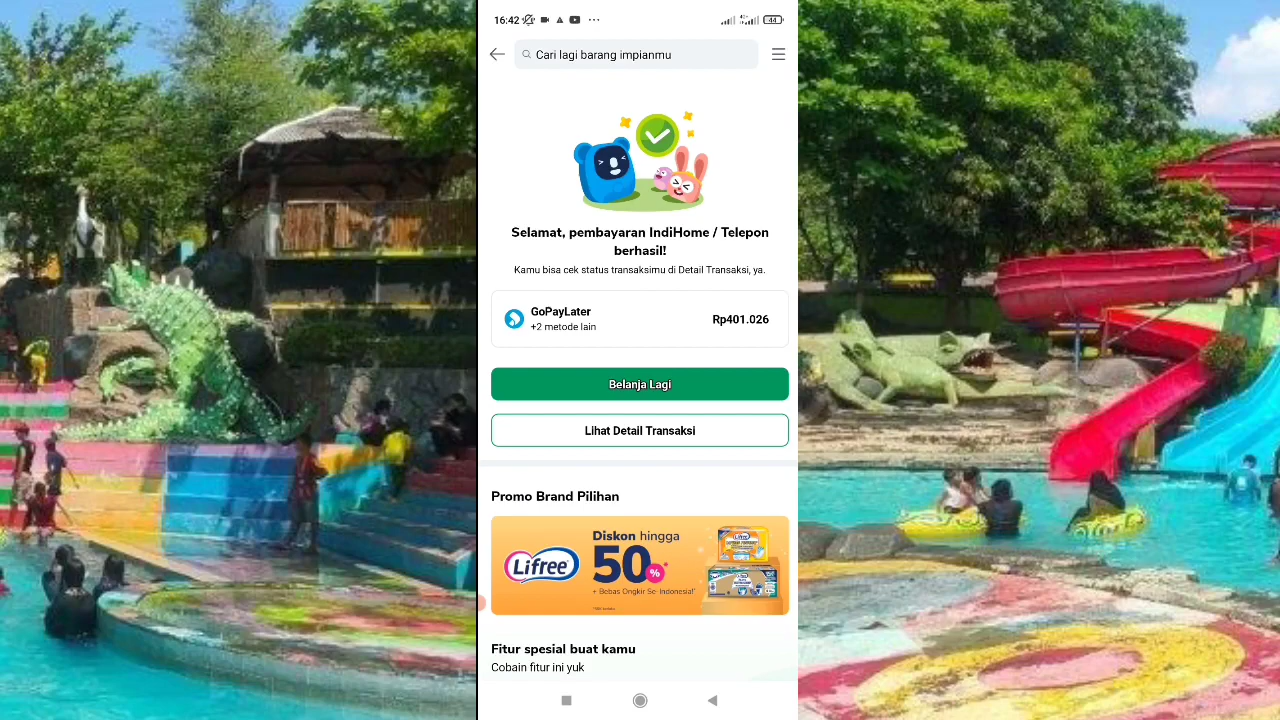 16:42
44
Cari lagi barang impianmu
Selamat, pembayaran IndiHome / Telepon
berhasil!
Kamu bisa cek status transaksimu di Detail Transaksi, ya.
GoPayLater
+2 metode lain
Rp401.026
Belanja Lagi
Lihat Detail Transaksi
Promo Brand Pilihan
Lifree
Diskon hingga
50%
+ Bebas Ongkir Se-Indonesia!*
Fitur spesial buat kamu
Cobain fitur ini yuk